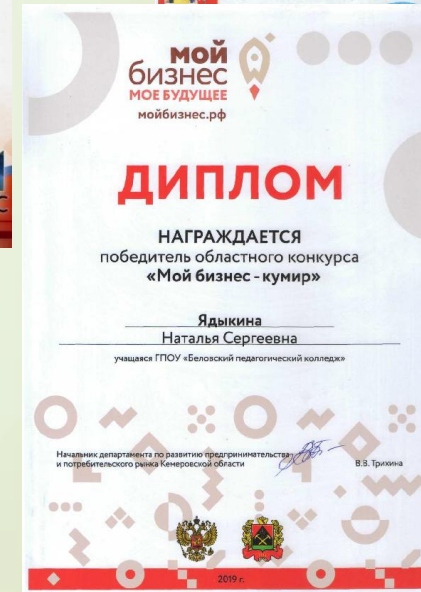 мой
бизнес
МОЕ БУДУЩЕЕ
мойбизнес.рф
ДИПЛОМ
НАГРАЖДАЕТСЯ
победитель областного конкурса
«Мой бизнес - кумир»
Ядыкина
Наталья Сергеевна
учащаяся ГПОУ «Беловский педагогический колледж»
Начальник департамента по развитию предпринимательства
и потребительского рынка Кемеровской области
В.В. Трихина
2019 г.